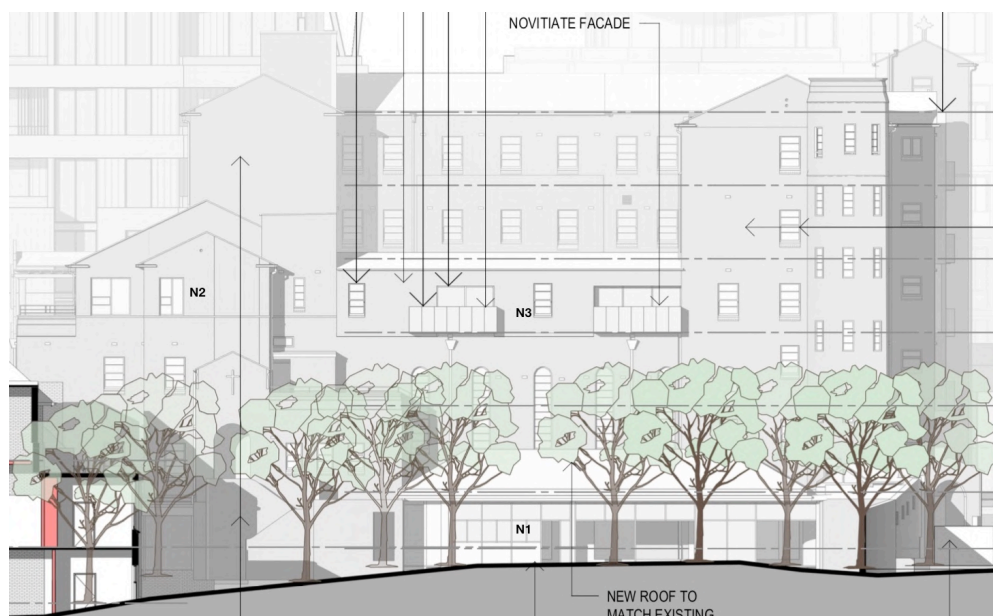 NOVITIATE FACADE
N2
N3
N1
NEW ROOF TO
MATCH EXISTING